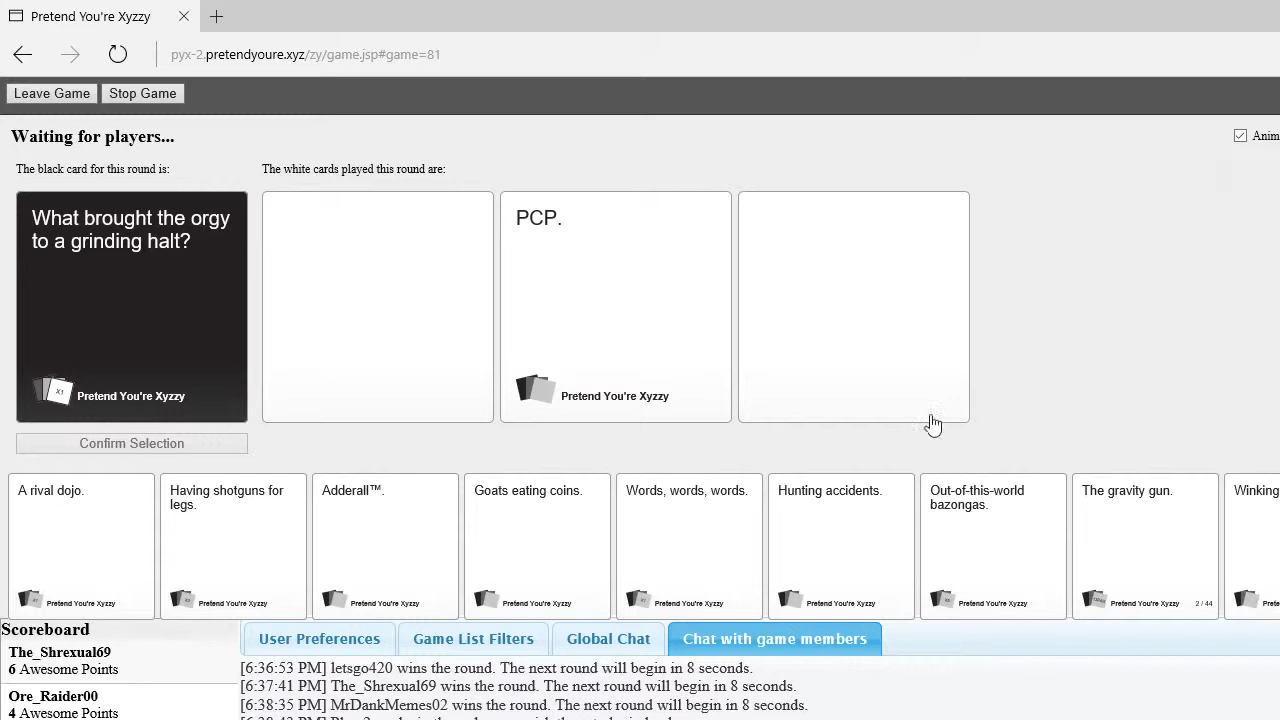 Pretend You're Xyzzy
pyx-2.pretendyoure.xyz/zy/game.jsp#game=81
Leave Game
Stop Game
Waiting for players...
Anim
The black card for this round is:
The white cards played this round are:
What brought the orgy
to a grinding halt?
X1
Pretend You're Xyzzy
PCP.
Pretend You're Xyzzy
Confirm Selection
A rival dojo.
Pretend You're Xyzzy
Having shotguns for
legs.
Pretend You're Xyzzy
Adderall™.
Pretend You're Xyzzy
Goats eating coins.
Pretend You're Xyzzy
Words, words, words.
Pretend You're Xyzzy
Hunting accidents.
Pretend You're Xyzzy
Out-of-this-world
bazongas.
Pretend You're Xyzzy
The gravity gun.
Pretend You're Xyzzy
2 / 44
Winking
Pretend
Scoreboard
The_Shrexual69
6 Awesome Points
Ore_Raider00
4 Awesome Points
User Preferences
Game List Filters
Global Chat
Chat with game members
[6:36:53 PM] letsgo420 wins the round. The next round will begin in 8 seconds.
[6:37:41 PM] The_Shrexual69 wins the round. The next round will begin in 8 seconds.
[6:38:35 PM] MrDankMemes02 wins the round. The next round will begin in 8 seconds.